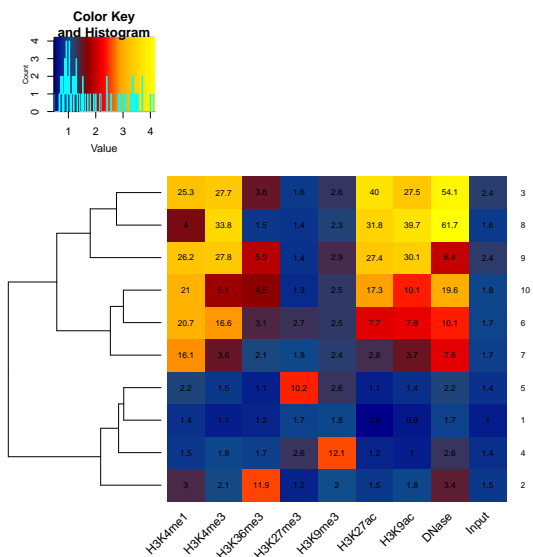 Color Key
and Histogram
Count
0 1 2 3 4
1 2 3 4
Value
25.3 27.7 3.6 1.6 2.6 40 27.5 54.1 2.4 3
4 33.8 1.5 1.4 2.3 31.8 39.7 61.7 1.6 8
26.2 27.8 5.9 1.4 2.9 27.4 30.1 6.4 2.4 9
21 5.1 4.5 1.3 2.5 17.3 10.1 19.6 1.8 10
20.7 16.6 3.1 2.7 2.5 7.7 7.8 10.1 1.7 6
16.1 3.6 2.1 1.9 2.4 2.8 3.7 7.8 1.7 7
2.2 1.5 1.1 10.2 2.6 1.1 1.4 2.2 1.4 5
1.4 1.1 1.2 1.7 1.8 0.9 1.7 1 1
1.5 1.8 1.7 2.6 12.1 1.2 1 2.6 1.4 4
3 2.1 11.9 1.2 2 1.5 1.8 3.4 1.5 2
H3K4me1 H3K4me3 H3K36me3 H3K27me3 H3K9me3 H3K27ac H3K9ac DNase Input